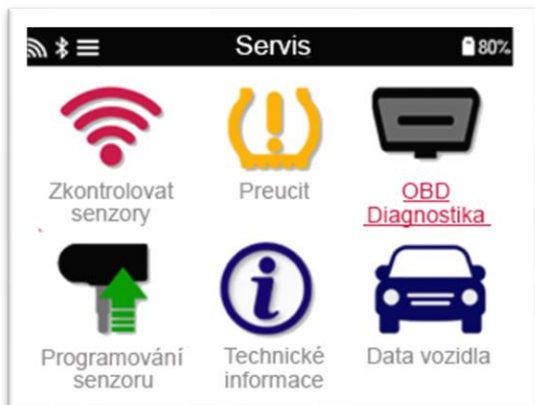 Servis
80%
Zkontrolovat
senzory
Preucit
OBD
Diagnostika
Programování
senzoru
Technické
informace
Data vozidla